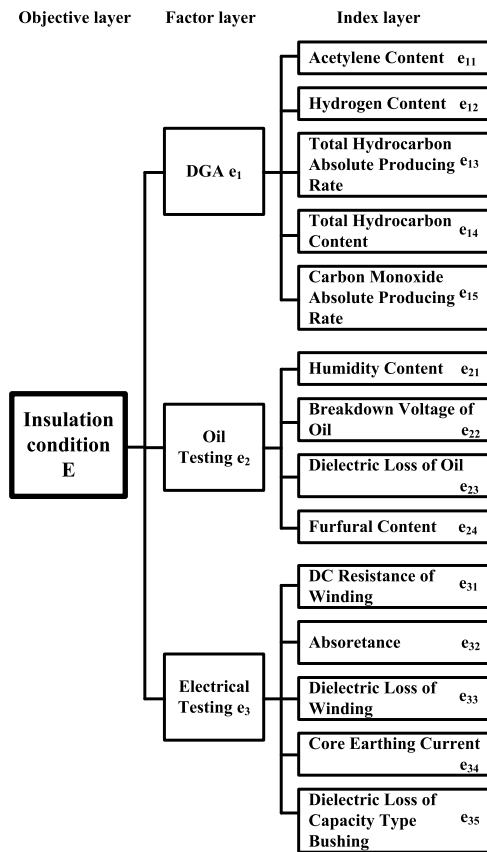 Objective layer Factor layer Index layer
Acetylene Content e11
Hydrogen Content e12
Total Hydrocarbon
Absolute Producing e13
Rate
DGA e1
Total Hydrocarbon
Content e14
Carbon Monoxide
Absolute Producing e15
Rate
Humidity Content e21
Breakdown Voltage of
Oil e22
Insulation
condition
E
Oil
Testing e2
Dielectric Loss of Oil
e23
Furfural Content e24
DC Resistance of
Winding e31
Absoretance e32
Electrical
Testing e3
Dielectric Loss of
Winding e33
Core Earthing Current
e34
Dielectric Loss of
Capacity Type e35
Bushing